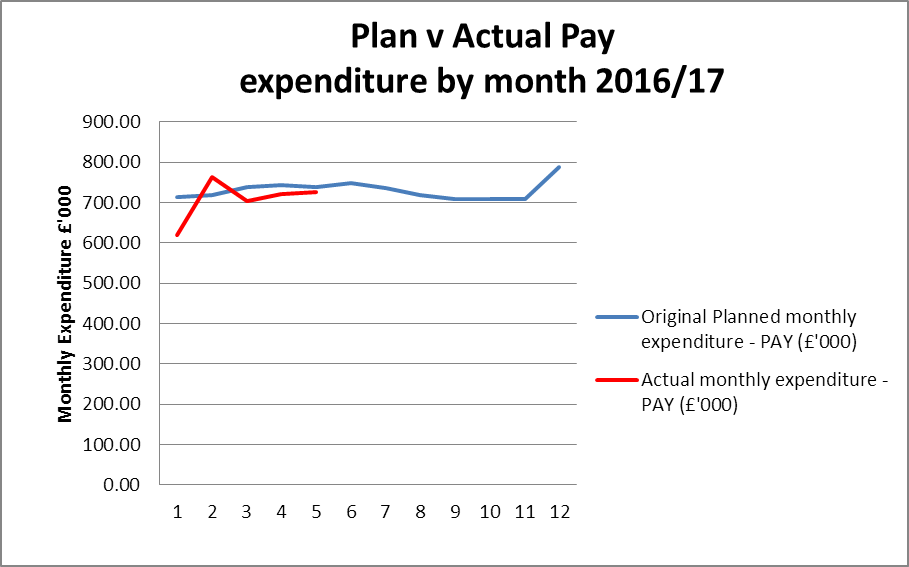 Plan v Actual Pay
expenditure by month 2016/17
Monthly Expenditure £'000
900.00
800.00
700.00
600.00
500.00
400.00
300.00
200.00
100.00
0.00
1 2 3 4 5 6 7 8 9 10 11 12
Original Planned monthly
expenditure - PAY (£'000)
Actual monthly expenditure -
PAY (£'000)